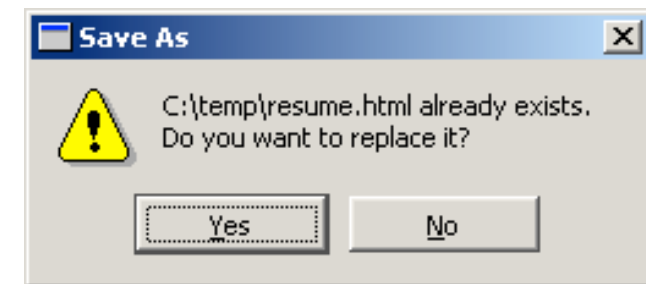 Save As
C:\temp\resume.html already exists.
Do you want to replace it?
Yes No